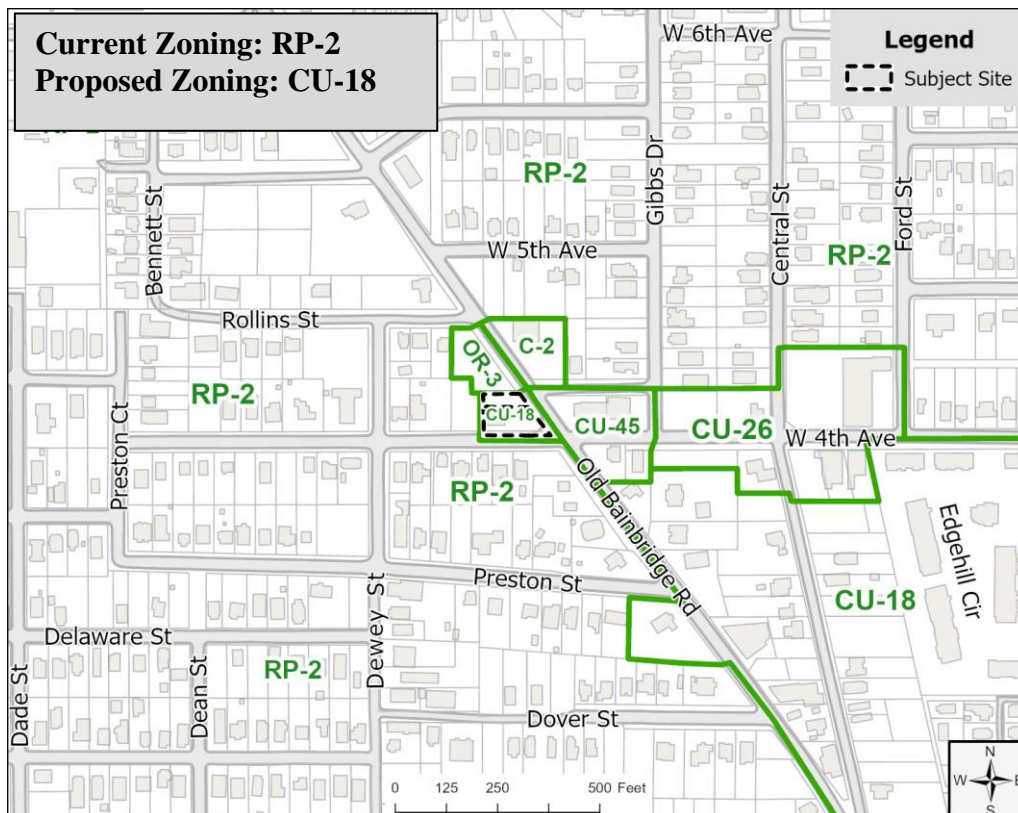 Current Zoning: RP-2
Proposed Zoning: CU-18
W 6th Ave
Legend
Subject Site
RP-2
Bennett St
Gibbs Dr
Central St
Ford St
RP-2
W 5th Ave
RP-2
Rollins St
C-2
OR-3
RP-2
CU-18
CU-45
CU-26
W 4th Ave
Preston Ct
RP-2
Old Bainbridge Rd
Edgehill Cir
Preston St
CU-18
Delaware St
Dewey St
Dade St
Dean St
RP-2
Dover St
0 125 250 500 Feet
N
W E
S